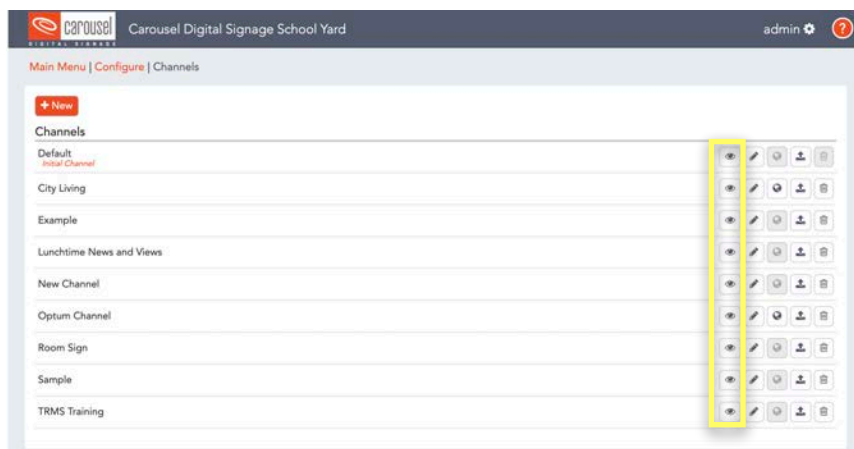 carousel
DIGITAL SIGNAGE
Carousel Digital Signage School Yard
admin
?
Main Menu | Configure | Channels
+ New
Channels
Default
Initial Channel
City Living
Example
Lunchtime News and Views
New Channel
Optum Channel
Room Sign
Sample
TRMS Training